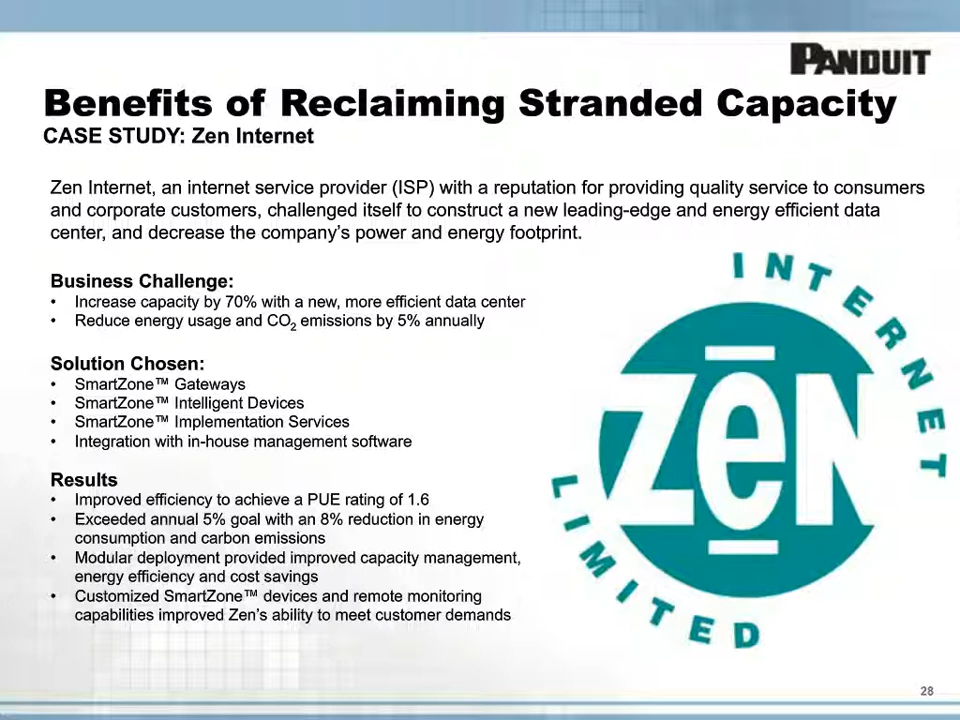 PANDUIT
Benefits of Reclaiming Stranded Capacity
CASE STUDY: Zen Internet
Zen Internet, an internet service provider (ISP) with a reputation for providing quality service to consumers
and corporate customers, challenged itself to construct a new leading-edge and energy efficient data
center, and decrease the company’s power and energy footprint.
Business Challenge:
• Increase capacity by 70% with a new, more efficient data center
• Reduce energy usage and CO₂ emissions by 5% annually
Solution Chosen:
• SmartZone™ Gateways
• SmartZone™ Intelligent Devices
• SmartZone™ Implementation Services
• Integration with in-house management software
Results
• Improved efficiency to achieve a PUE rating of 1.6
• Exceeded annual 5% goal with an 8% reduction in energy
consumption and carbon emissions
• Modular deployment provided improved capacity management,
energy efficiency and cost savings
• Customized SmartZone™ devices and remote monitoring
capabilities improved Zen’s ability to meet customer demands
INTERNET
ZeN
LIMITED
28